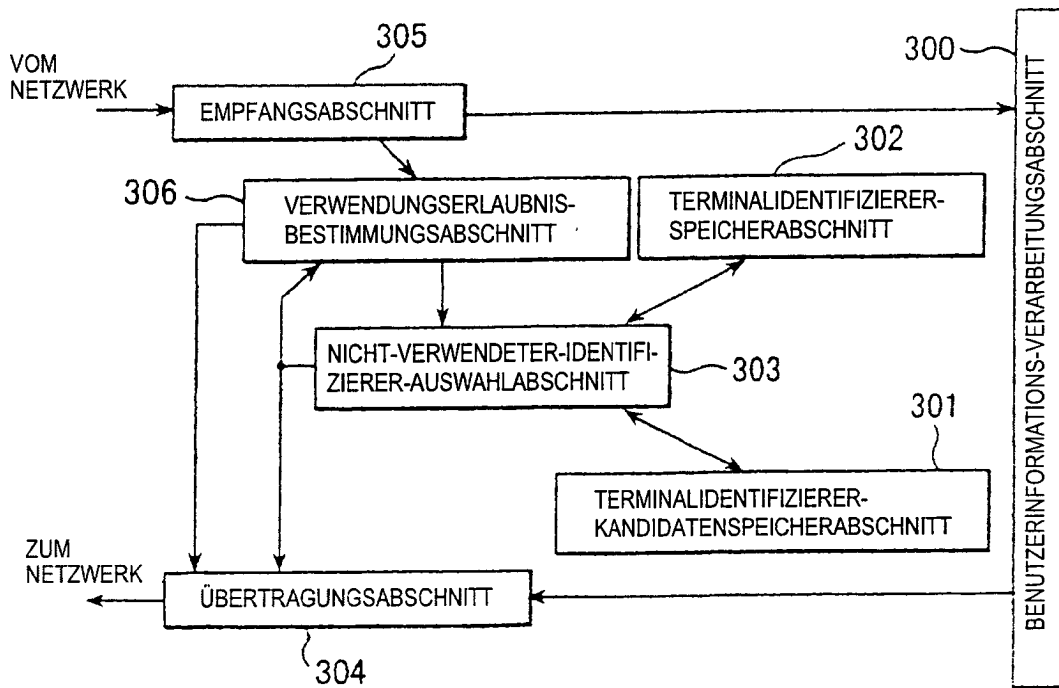 305
300
VOM
NETZWERK
EMPFANGSABSCHNITT
302
306
VERWENDUNGSERLAUBNIS-
BESTIMMUNGSABSCHNITT
TERMINALIDENTIFIZIERER-
SPEICHERABSCHNITT
NICHT-VERWENDETER-IDENTIFI-
ZIERER-AUSWAHLABSCHNITT
303
301
TERMINALIDENTIFIZIERER-
KANDIDATENSPEICHERABSCHNITT
ZUM
NETZWERK
ÜBERTRAGUNGSABSCHNITT
304
BENUTZERINFORMATIONS-VERARBEITUNGSABSCHNITT